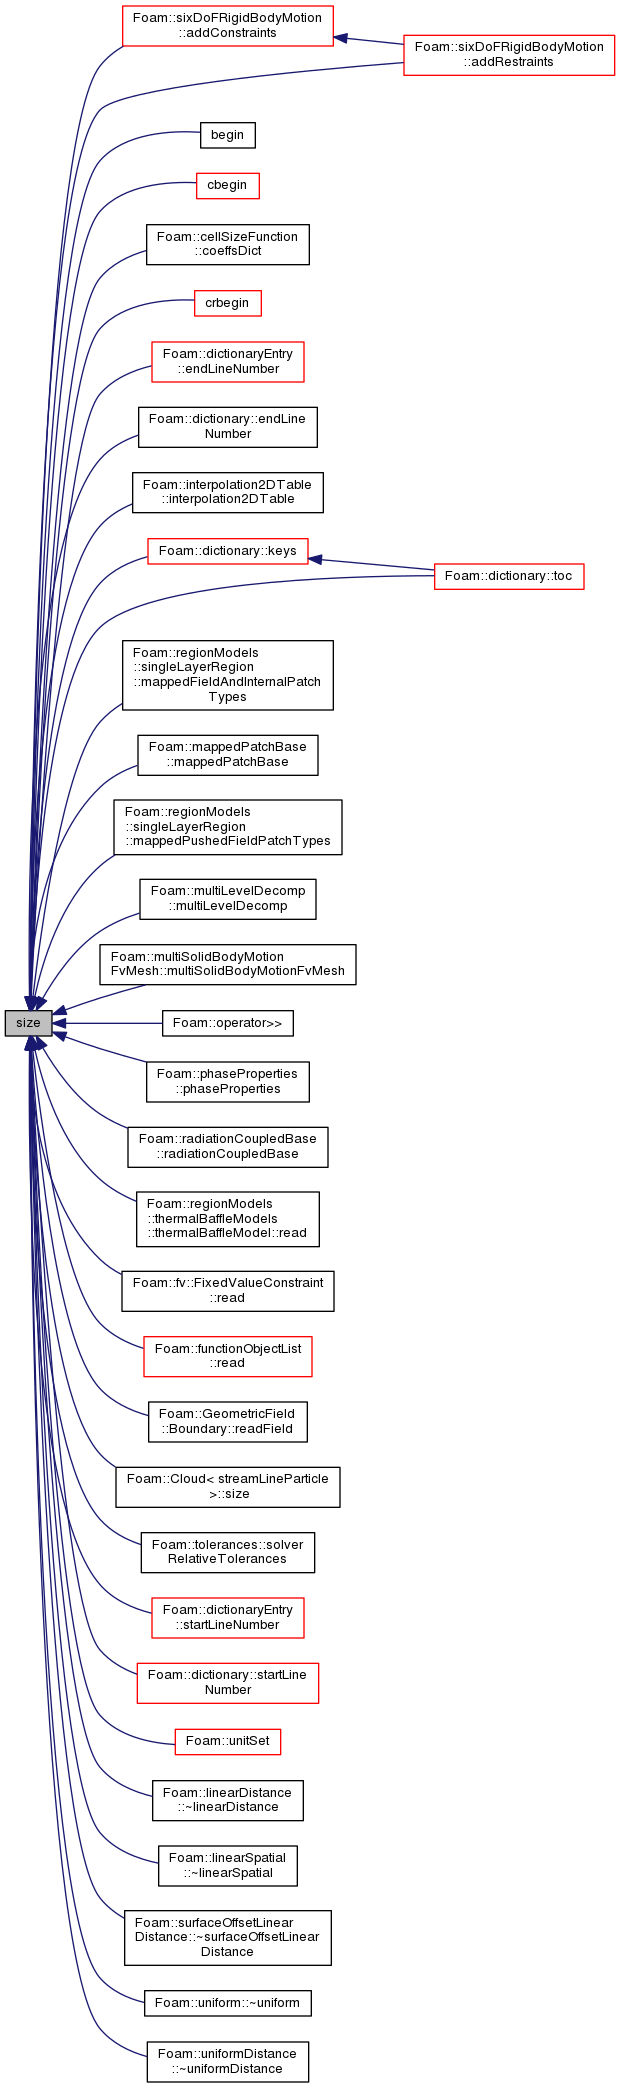 Foam::sixDoFRigidBodyMotion
::addConstraints
Foam::sixDoFRigidBodyMotion
::addRestraints
begin
cbegin
Foam::cellSizeFunction
::coeffsDict
crbegin
Foam::dictionaryEntry
::endLineNumber
Foam::dictionary::endLine
Number
Foam::interpolation2DTable
::interpolation2DTable
Foam::dictionary::keys
Foam::dictionary::toc
Foam::regionModels
::singleLayerRegion
::mappedFieldAndInternalPatch
Types
Foam::mappedPatchBase
::mappedPatchBase
Foam::regionModels
::singleLayerRegion
::mappedPushedFieldPatchTypes
Foam::multiLevelDecomp
::multiLevelDecomp
Foam::multiSolidBodyMotion
FvMesh::multiSolidBodyMotionFvMesh
size
Foam::operator>>
Foam::phaseProperties
::phaseProperties
Foam::radiationCoupledBase
::radiationCoupledBase
Foam::regionModels
::thermalBaffleModels
::thermalBaffleModel::read
Foam::fv::FixedValueConstraint
::read
Foam::functionObjectList
::read
Foam::GeometricField
::Boundary::readField
Foam::Cloud< streamLineParticle
>::size
Foam::tolerances::solver
RelativeTolerances
Foam::dictionaryEntry
::startLineNumber
Foam::dictionary::startLine
Number
Foam::unitSet
Foam::linearDistance
::~linearDistance
Foam::linearSpatial
::~linearSpatial
Foam::surfaceOffsetLinear
Distance::~surfaceOffsetLinear
Distance
Foam::uniform::~uniform
Foam::uniformDistance
::~uniformDistance